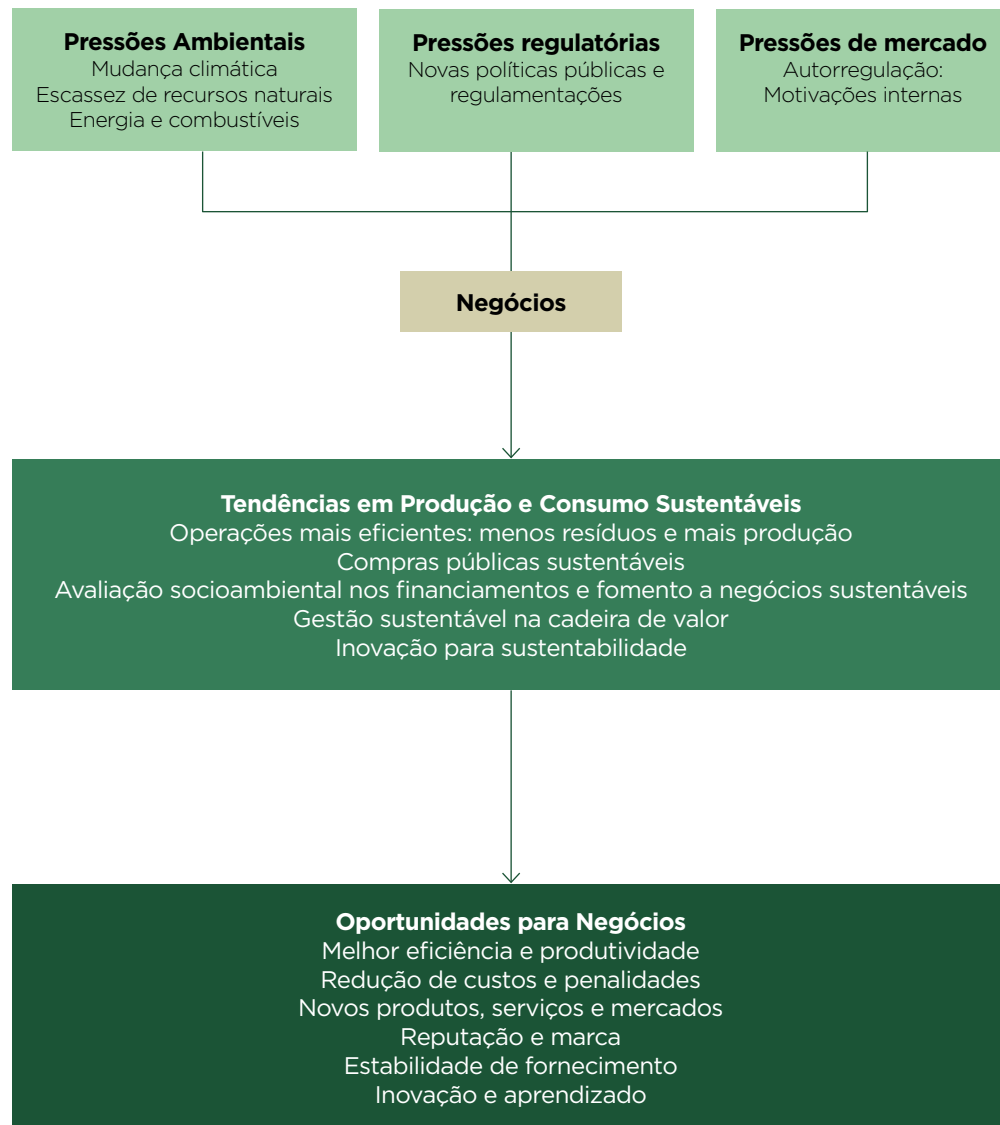 Pressões Ambientais
Mudança climática
Escassez de recursos naturais
Energia e combustíveis
Pressões regulatórias
Novas políticas públicas e
regulamentações
Pressões de mercado
Autorregulação:
Motivações internas
Negócios
Tendências em Produção e Consumo Sustentáveis
Operações mais eficientes: menos resíduos e mais produção
Compras públicas sustentáveis
Avaliação socioambiental nos financiamentos e fomento a negócios sustentáveis
Gestão sustentável na cadeira de valor
Inovação para sustentabilidade
Oportunidades para Negócios
Melhor eficiência e produtividade
Redução de custos e penalidades
Novos produtos, serviços e mercados
Reputação e marca
Estabilidade de fornecimento
Inovação e aprendizado